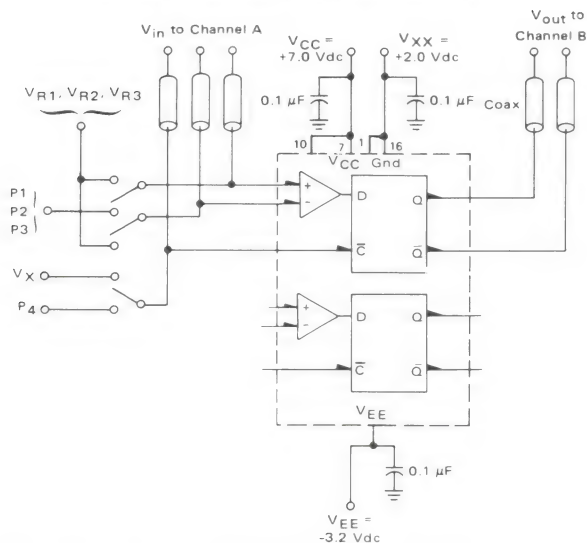 Vin to Channel A
VCC = +7.0 Vdc
VXX = +2.0 Vdc
Vout to Channel B
0.1 µF
0.1 µF
Coax
VR1, VR2, VR3
10
7
1
16
VCC
Gnd
P1
P2
P3
+
−
D
Q
C̅
Q̅
VX
P4
+
−
D
Q
C̅
Q̅
VEE
0.1 µF
VEE =
-3.2 Vdc